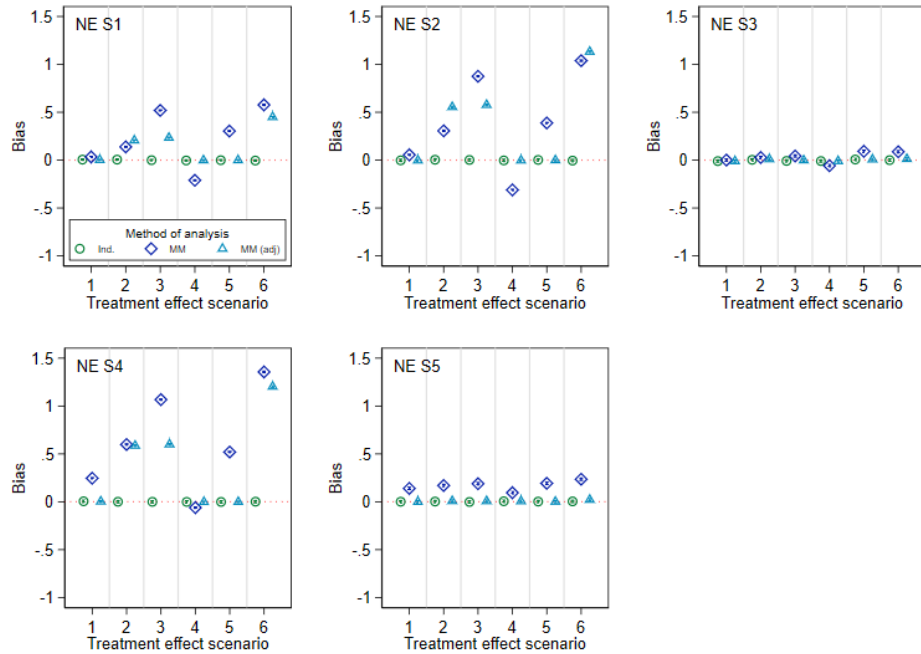 NE S1
1.5
1
.5
0
-.5
-1
Bias
Method of analysis
Ind. MM MM (adj)
1 2 3 4 5 6
Treatment effect scenario
NE S2
1.5
1
.5
0
-.5
-1
Bias
1 2 3 4 5 6
Treatment effect scenario
NE S3
1.5
1
.5
0
-.5
-1
Bias
1 2 3 4 5 6
Treatment effect scenario
NE S4
1.5
1
.5
0
-.5
-1
Bias
1 2 3 4 5 6
Treatment effect scenario
NE S5
1.5
1
.5
0
-.5
-1
Bias
1 2 3 4 5 6
Treatment effect scenario